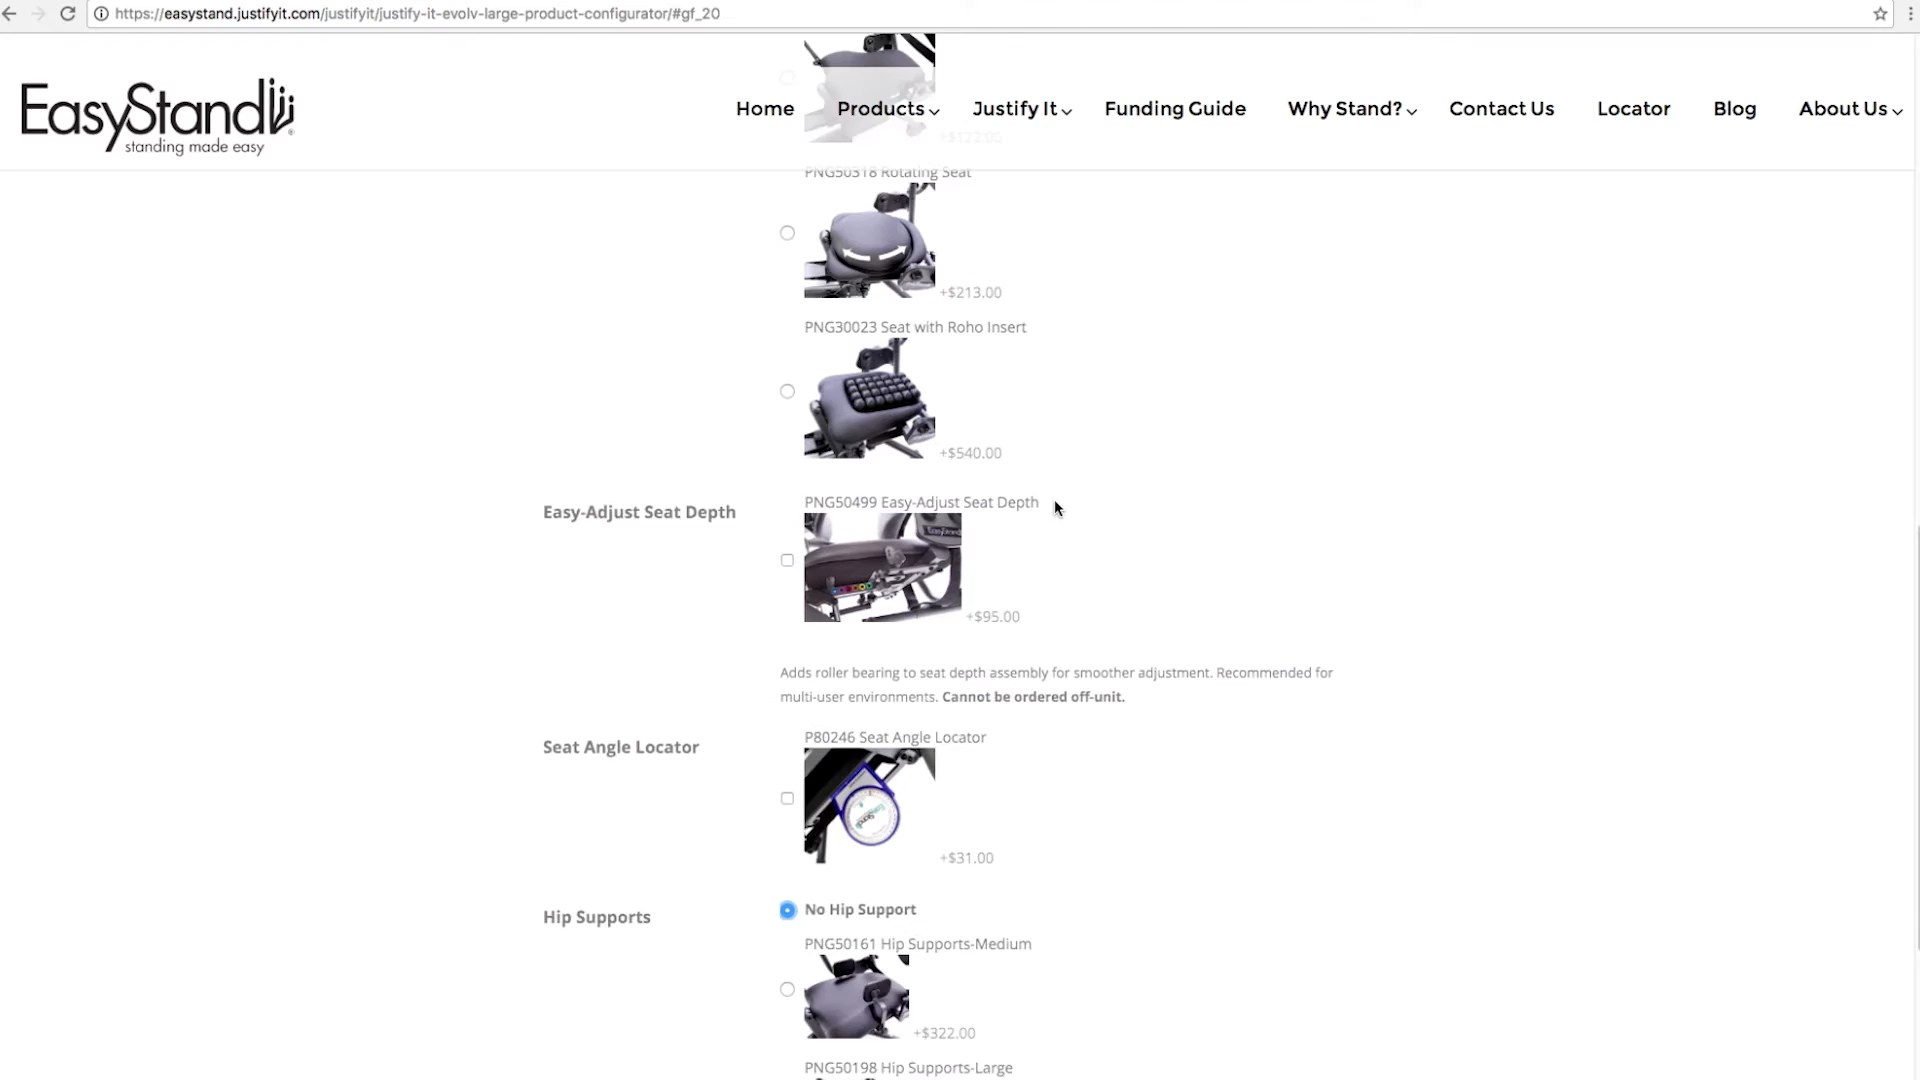 https://easystand.justifyit.com/justifyit/justify-it-evolv-large-product-configurator/#gf_20
EasyStand
standing made easy
Home
Products
Justify It
Funding Guide
Why Stand?
Contact Us
Locator
Blog
About Us
+$122.00
PNG50318 Rotating Seat
+$213.00
PNG30023 Seat with Roho Insert
+$540.00
Easy-Adjust Seat Depth
PNG50499 Easy-Adjust Seat Depth
+$95.00
Adds roller bearing to seat depth assembly for smoother adjustment. Recommended for
multi-user environments. Cannot be ordered off-unit.
Seat Angle Locator
P80246 Seat Angle Locator
+$31.00
Hip Supports
No Hip Support
PNG50161 Hip Supports-Medium
+$322.00
PNG50198 Hip Supports-Large